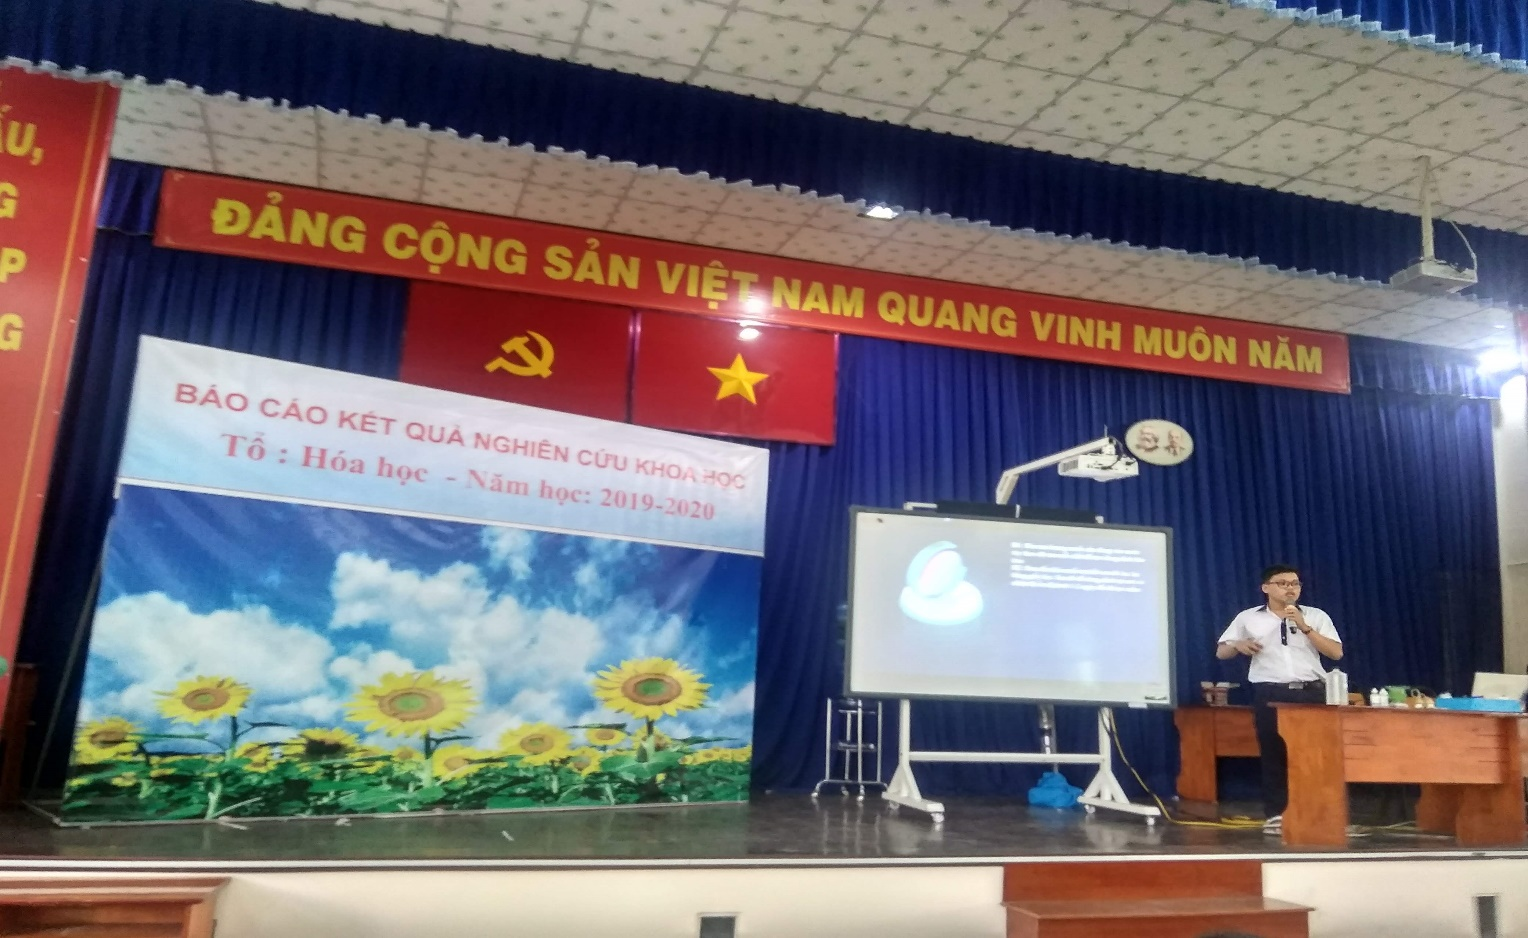 ẤU,
G
P
G
ĐẢNG CỘNG SẢN VIỆT NAM QUANG VINH MUÔN NĂM
BÁO CÁO KẾT QUẢ NGHIÊN CỨU KHOA HỌC
Tổ : Hóa học - Năm học: 2019-2020